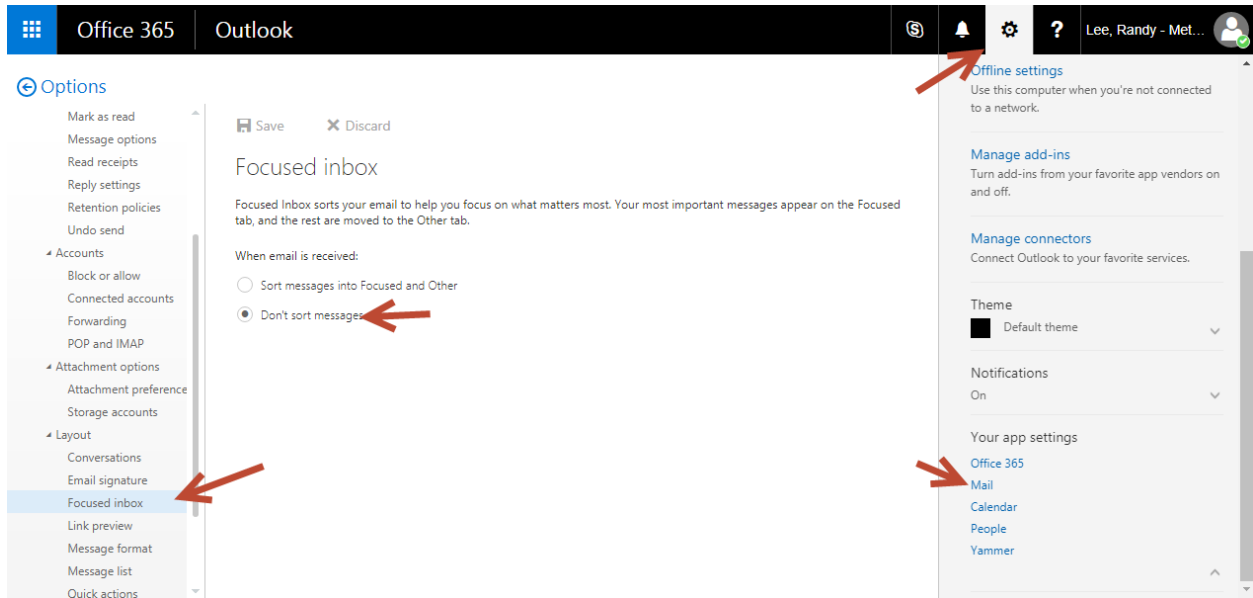 Office 365
Outlook
Lee, Randy - Met...
Options
Mark as read
Message options
Read receipts
Reply settings
Retention policies
Undo send
Accounts
Block or allow
Connected accounts
Forwarding
POP and IMAP
Attachment options
Attachment preference
Storage accounts
Layout
Conversations
Email signature
Focused inbox
Link preview
Message format
Message list
Quick actions
Save
Discard
Focused inbox
Focused Inbox sorts your email to help you focus on what matters most. Your most important messages appear on the Focused
tab, and the rest are moved to the Other tab.
When email is received:
Sort messages into Focused and Other
Don't sort messages
Offline settings
Use this computer when you're not connected
to a network.
Manage add-ins
Turn add-ins from your favorite app vendors on
and off.
Manage connectors
Connect Outlook to your favorite services.
Theme
Default theme
Notifications
On
Your app settings
Office 365
Mail
Calendar
People
Yammer